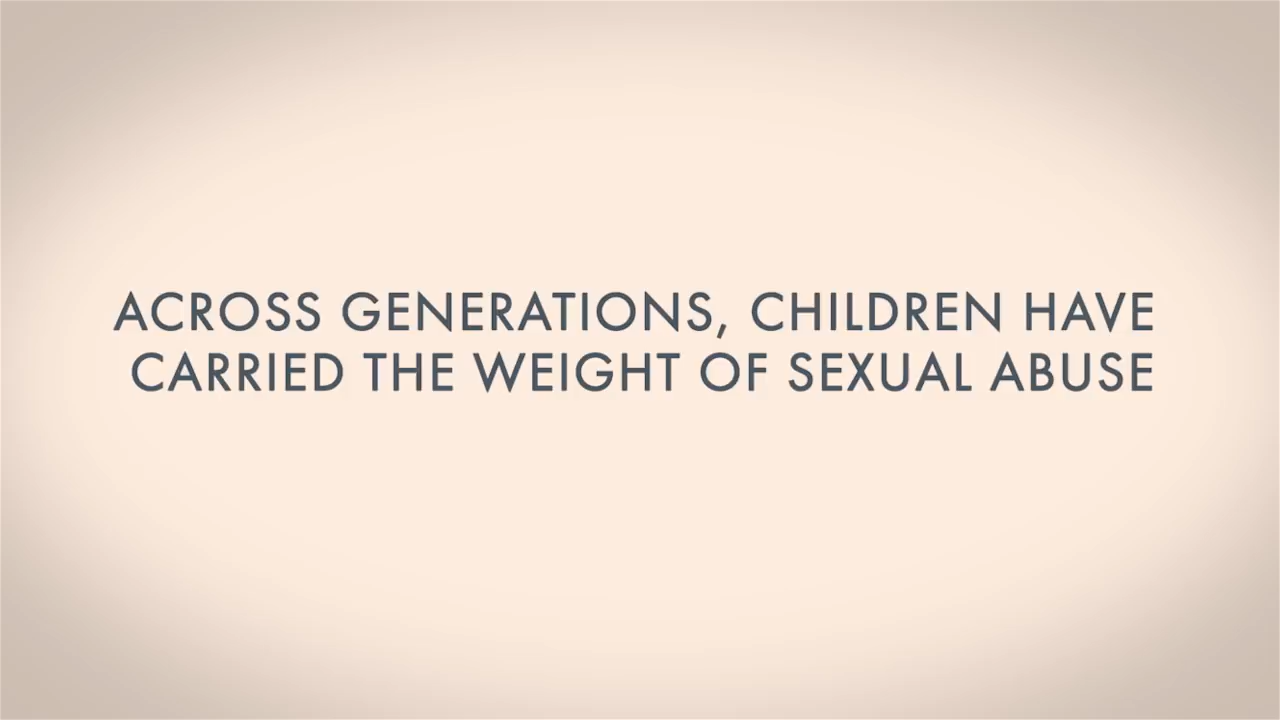 ACROSS GENERATIONS, CHILDREN HAVE
CARRIED THE WEIGHT OF SEXUAL ABUSE